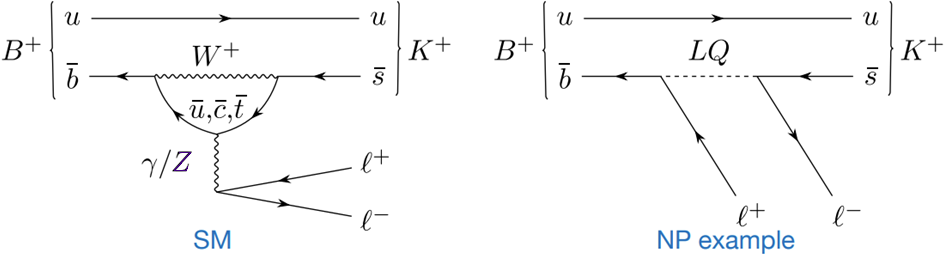 u u u u
B⁺ W⁺ K⁺ B⁺ LQ K⁺
b̄ s̄ b̄ s̄
ū,c̄,t̄
γ/Z ℓ⁺
ℓ⁻ ℓ⁺ ℓ⁻
SM NP example